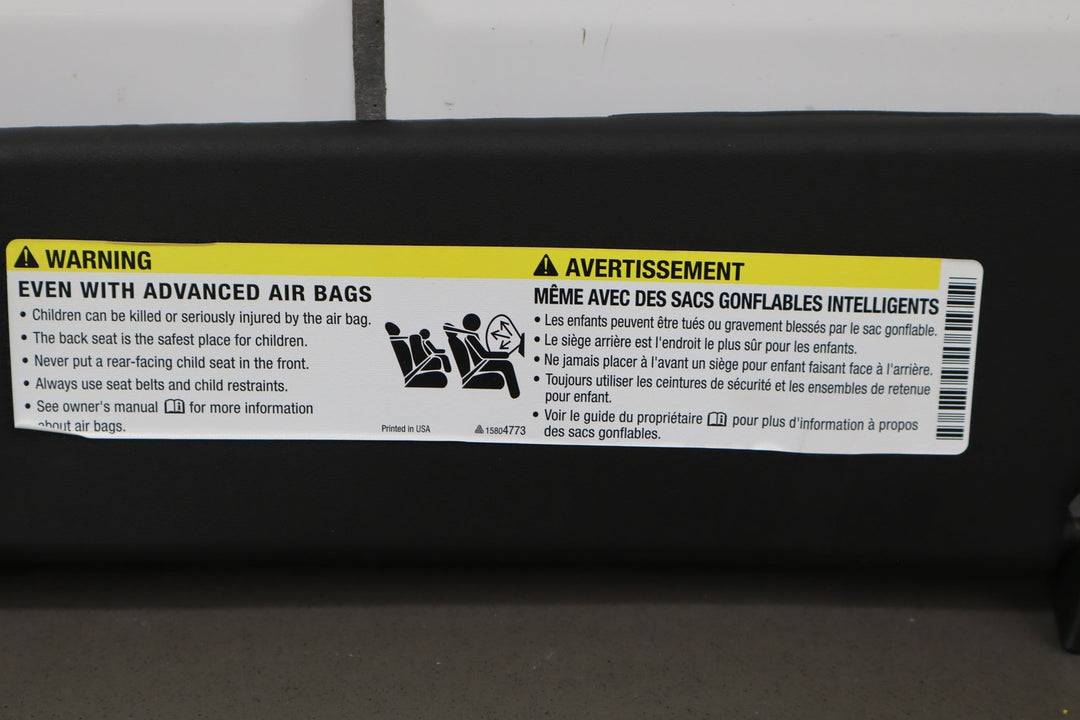 WARNING
EVEN WITH ADVANCED AIR BAGS
• Children can be killed or seriously injured by the air bag.
• The back seat is the safest place for children.
• Never put a rear-facing child seat in the front.
• Always use seat belts and child restraints.
• See owner's manual for more information
about air bags.
Printed in USA
15804773
AVERTISSEMENT
MÊME AVEC DES SACS GONFLABLES INTELLIGENTS
• Les enfants peuvent être tués ou gravement blessés par le sac gonflable.
• Le siège arrière est l'endroit le plus sûr pour les enfants.
• Ne jamais placer à l'avant un siège pour enfant faisant face à l'arrière.
• Toujours utiliser les ceintures de sécurité et les ensembles de retenue
pour enfant.
• Voir le guide du propriétaire pour plus d'information à propos
des sacs gonflables.